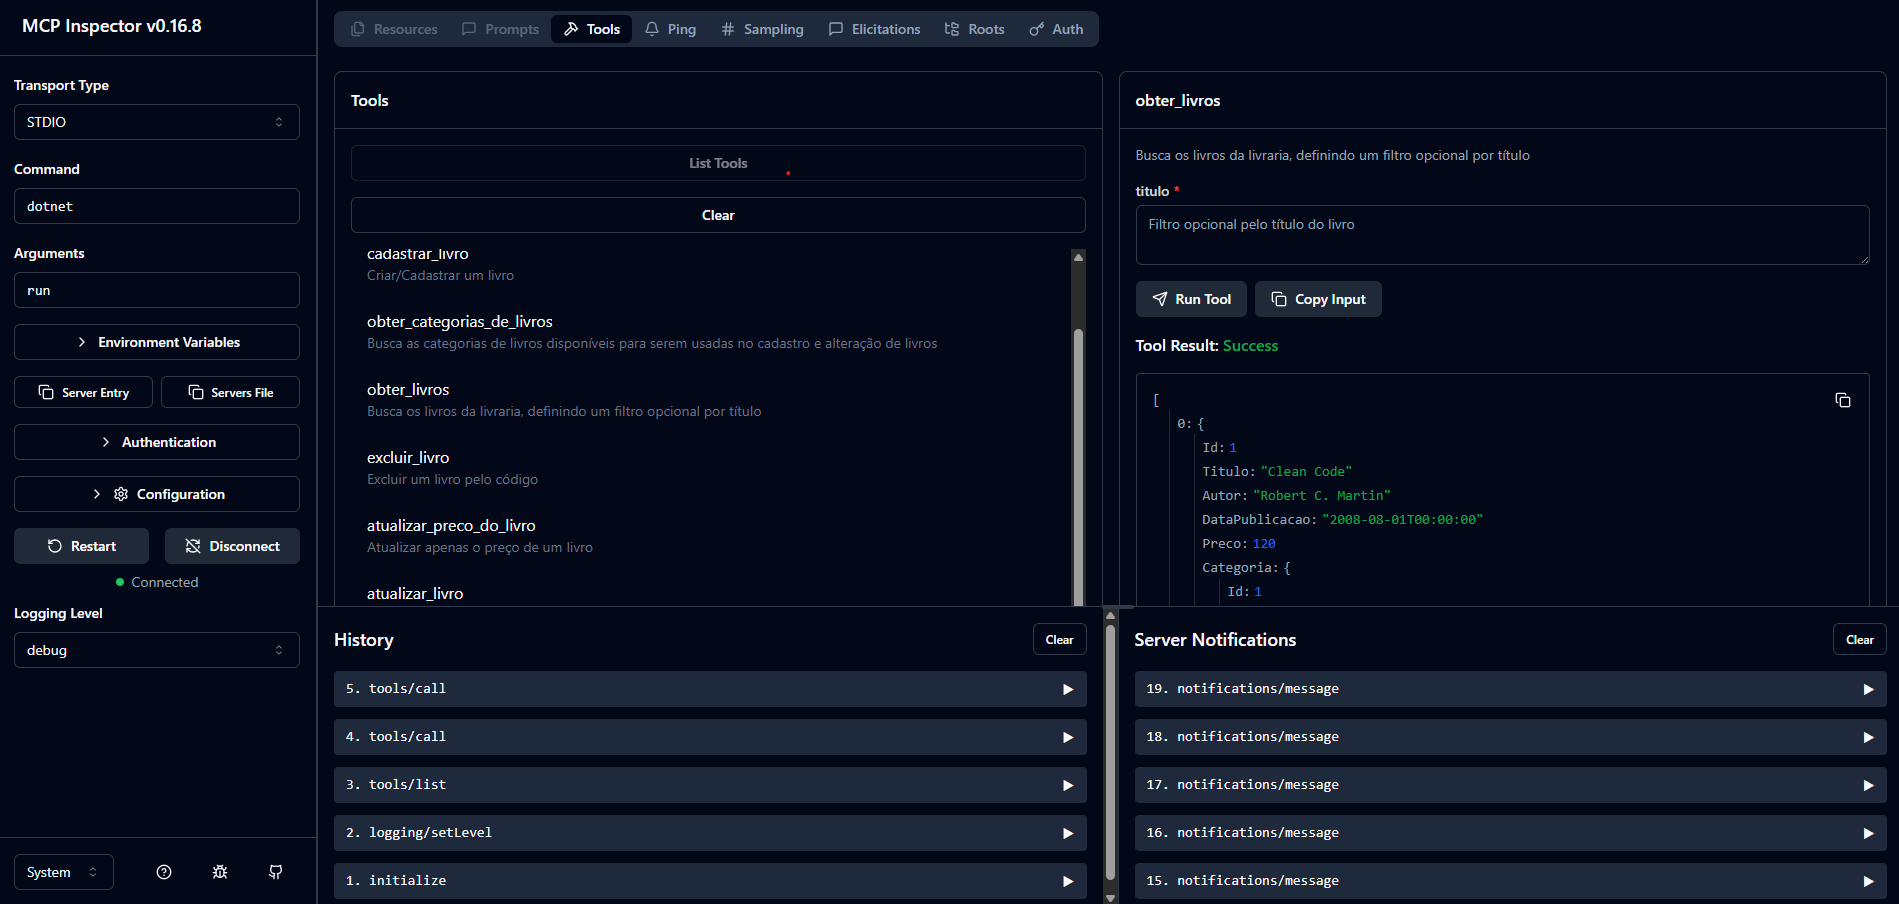 MCP Inspector v0.16.8
Transport Type
STDIO
Command
dotnet
Arguments
run
Environment Variables
Server Entry
Servers File
Authentication
Configuration
Restart
Disconnect
Connected
Logging Level
debug
System
Resources
Prompts
Tools
Ping
Sampling
Elicitations
Roots
Auth
Tools
List Tools
Clear
cadastrar_livro
Criar/Cadastrar um livro
obter_categorias_de_livros
Busca as categorias de livros disponíveis para serem usadas no cadastro e alteração de livros
obter_livros
Busca os livros da livraria, definindo um filtro opcional por título
excluir_livro
Excluir um livro pelo código
atualizar_preco_do_livro
Atualizar apenas o preço de um livro
atualizar_livro
obter_livros
Busca os livros da livraria, definindo um filtro opcional por título
titulo *
Filtro opcional pelo título do livro
Run Tool
Copy Input
Tool Result: Success
[
0: {
Id: 1
Titulo: "Clean Code"
Autor: "Robert C. Martin"
DataPublicacao: "2008-08-01T00:00:00"
Preco: 120
Categoria: {
Id: 1
History
Clear
5. tools/call
4. tools/call
3. tools/list
2. logging/setLevel
1. initialize
Server Notifications
Clear
19. notifications/message
18. notifications/message
17. notifications/message
16. notifications/message
15. notifications/message